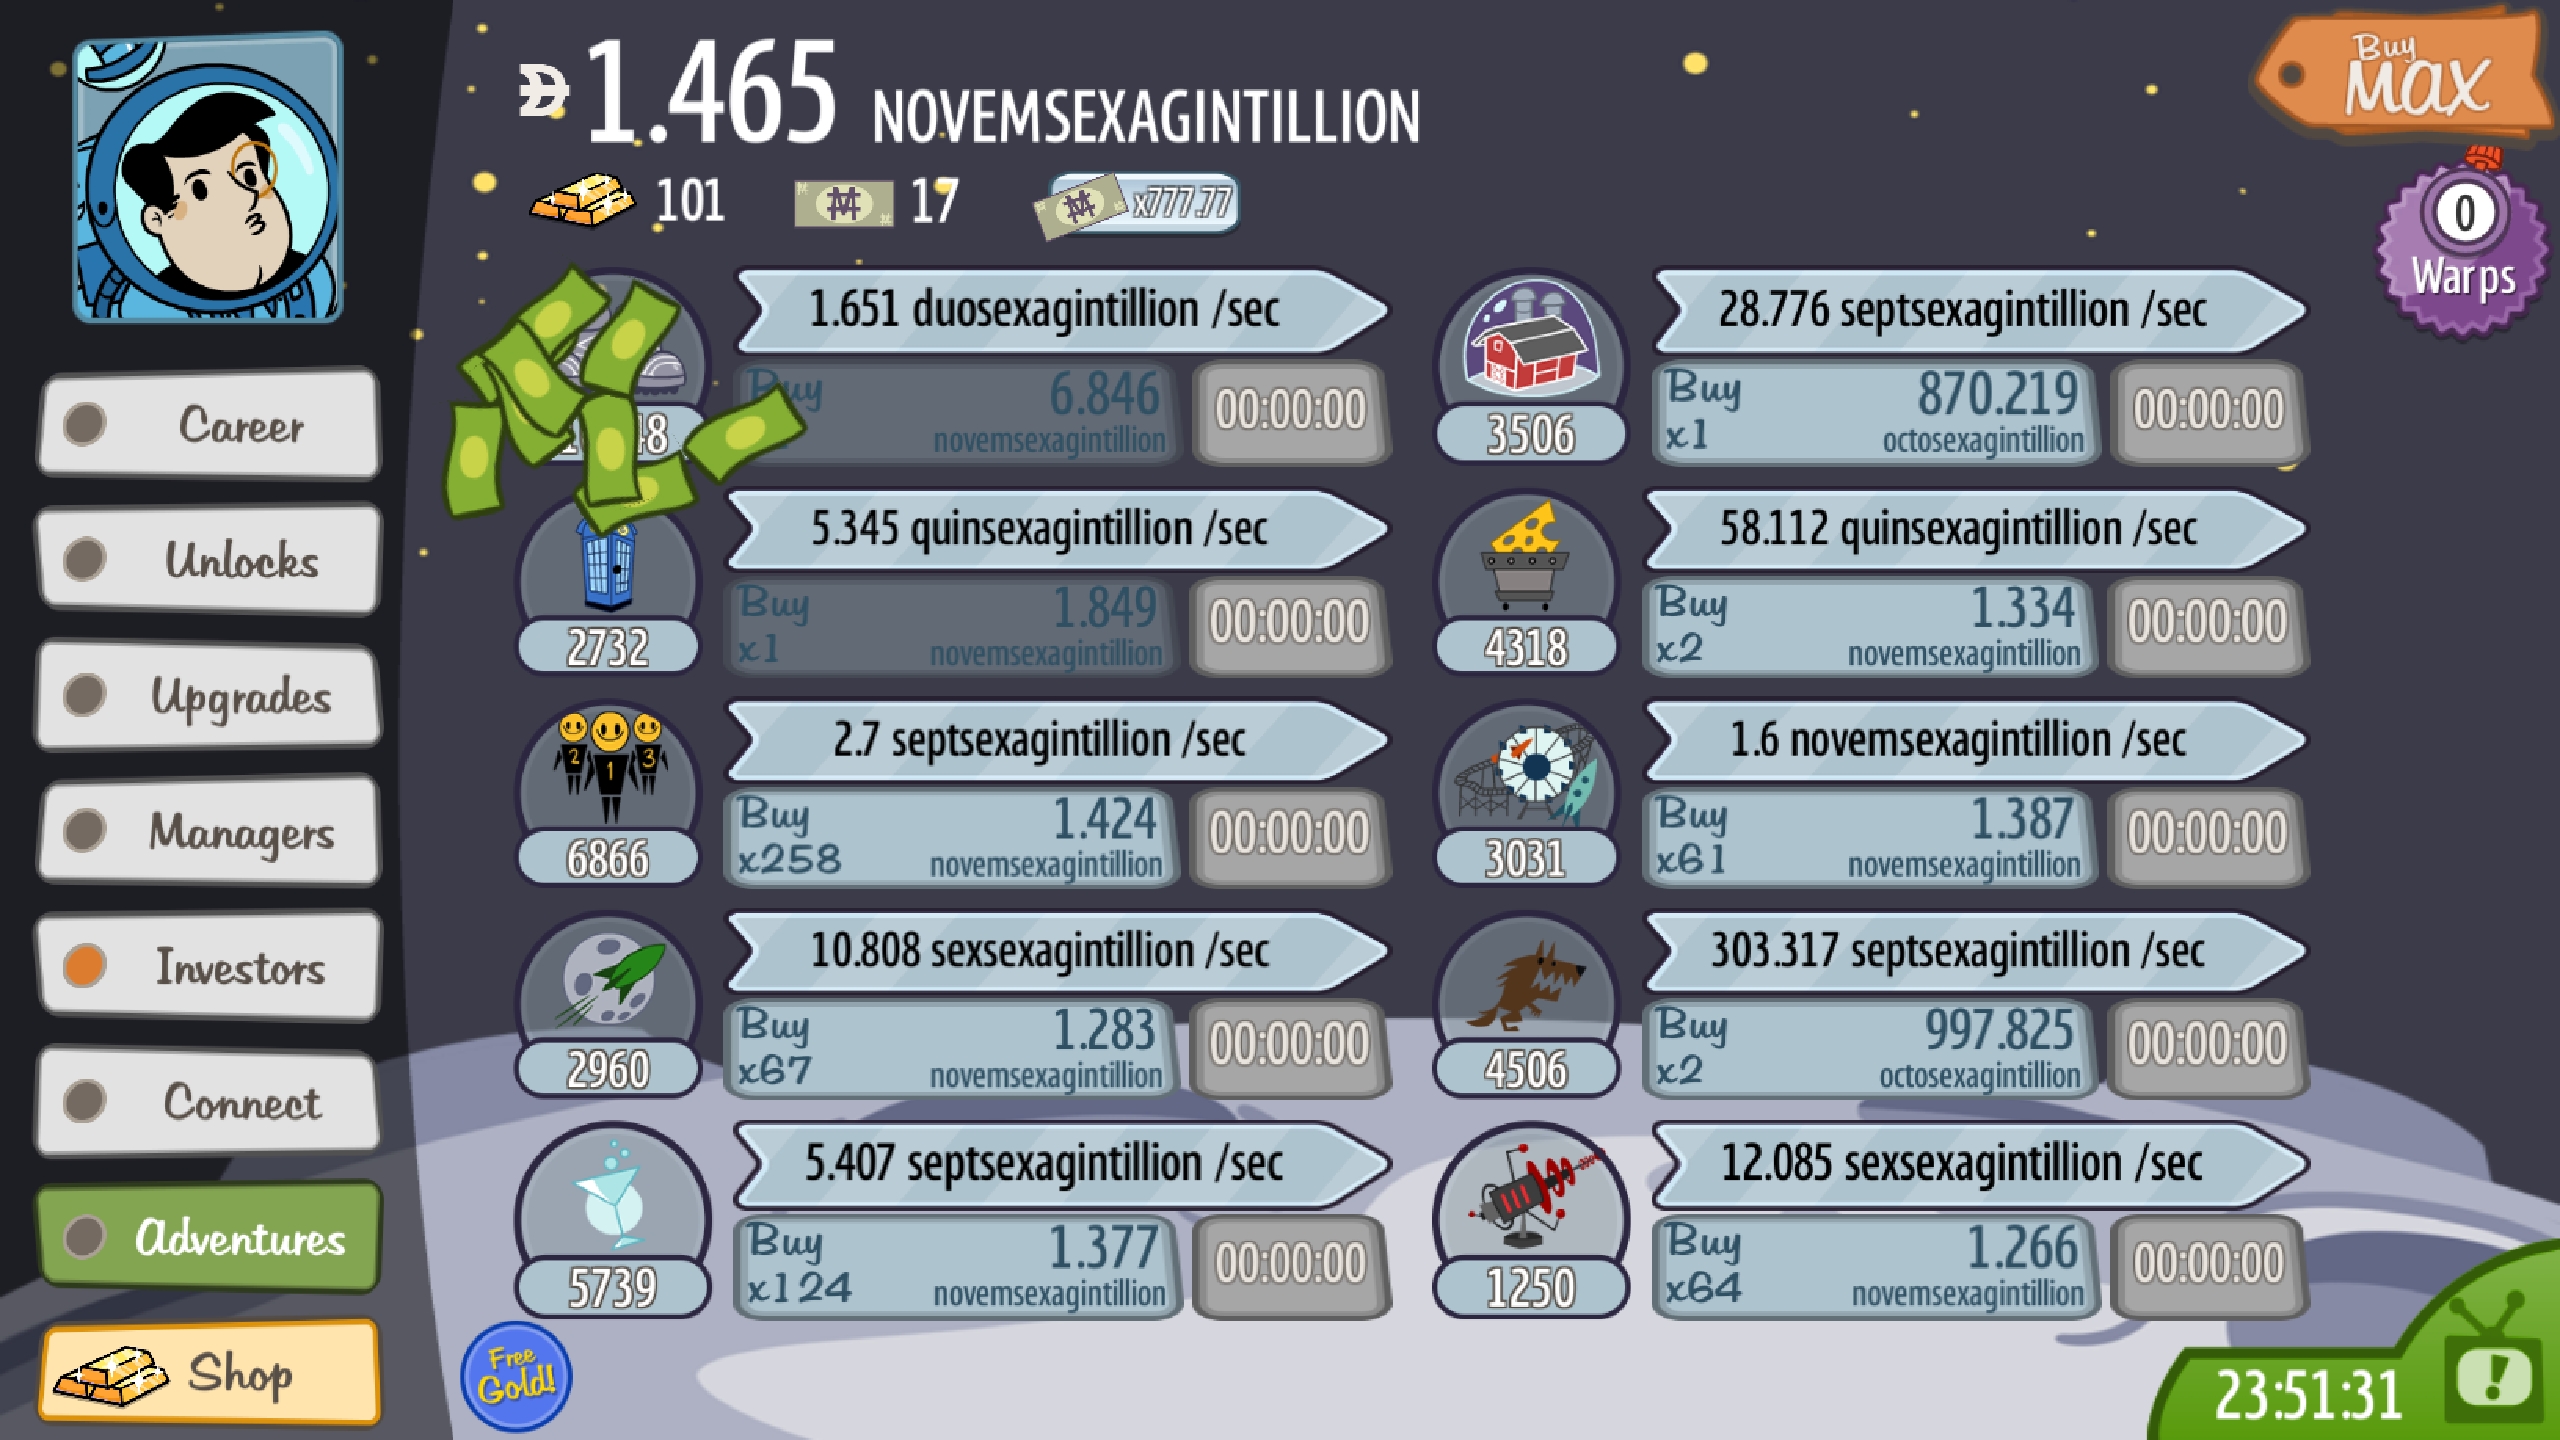 1.465 NOVEMSEXAGINTILLION
101
17
x777.77
Buy
MAX
0
Warps
Career
Unlocks
Upgrades
Managers
Investors
Connect
Adventures
Shop
1.651 duosexagintillion /sec
Buy
6.846
novemsexagintillion
00:00:00
5.345 quinsexagintillion /sec
2732
Buy
x1
1.849
novemsexagintillion
00:00:00
2.7 septsexagintillion /sec
2
1
3
6866
Buy
x258
1.424
novemsexagintillion
00:00:00
10.808 sexsexagintillion /sec
2960
Buy
x67
1.283
novemsexagintillion
00:00:00
5.407 septsexagintillion /sec
5739
Buy
x124
1.377
novemsexagintillion
00:00:00
28.776 septsexagintillion /sec
3506
Buy
x1
870.219
octosexagintillion
00:00:00
58.112 quinsexagintillion /sec
4318
Buy
x2
1.334
novemsexagintillion
00:00:00
1.6 novemsexagintillion /sec
3031
Buy
x61
1.387
novemsexagintillion
00:00:00
303.317 septsexagintillion /sec
4506
Buy
x2
997.825
octosexagintillion
00:00:00
12.085 sexsexagintillion /sec
1250
Buy
x64
1.266
novemsexagintillion
00:00:00
Free
Gold!
23:51:31
!